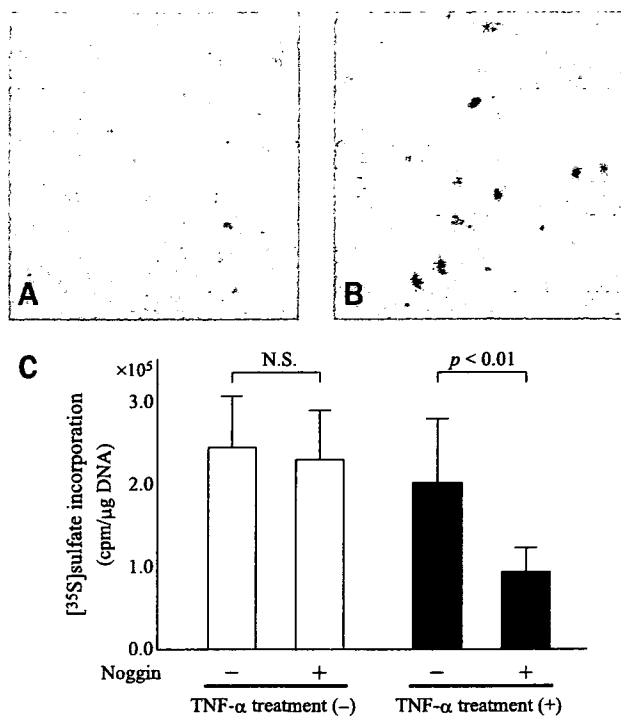 A
B
C
×10⁵
N.S.
p < 0.01
[³⁵S]sulfate incorporation
(cpm/μg DNA)
3.0
2.0
1.0
0.0
Noggin − + − +
TNF-α treatment (–) TNF-α treatment (+)